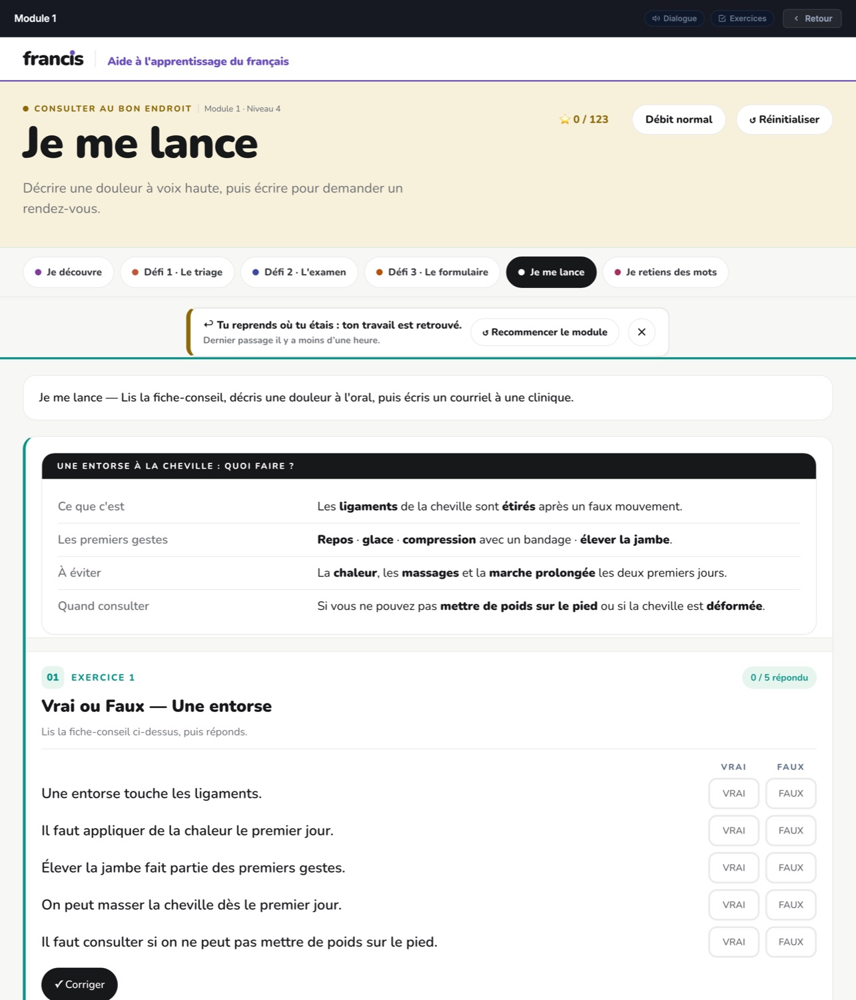 Module 1
Dialogue
Exercices
Retour
francis
Aide à l'apprentissage du français
CONSULTER AU BON ENDROIT
Module 1 · Niveau 4
Je me lance
Décrire une douleur à voix haute, puis écrire pour demander un
rendez-vous.
⭐ 0 / 123
Débit normal
↺ Réinitialiser
Je découvre
Défi 1 · Le triage
Défi 2 · L'examen
Défi 3 · Le formulaire
Je me lance
Je retiens des mots
↩ Tu reprends où tu étais : ton travail est retrouvé.
Dernier passage il y a moins d'une heure.
↺ Recommencer le module
✕
Je me lance — Lis la fiche-conseil, décris une douleur à l'oral, puis écris un courriel à une clinique.
UNE ENTORSE À LA CHEVILLE : QUOI FAIRE ?
Ce que c'est
Les ligaments de la cheville sont étirés après un faux mouvement.
Les premiers gestes
Repos · glace · compression avec un bandage · élever la jambe.
À éviter
La chaleur, les massages et la marche prolongée les deux premiers jours.
Quand consulter
Si vous ne pouvez pas mettre de poids sur le pied ou si la cheville est déformée.
01 EXERCICE 1
0 / 5 répondu
Vrai ou Faux — Une entorse
Lis la fiche-conseil ci-dessus, puis réponds.
VRAI FAUX
Une entorse touche les ligaments. VRAI FAUX
Il faut appliquer de la chaleur le premier jour. VRAI FAUX
Élever la jambe fait partie des premiers gestes. VRAI FAUX
On peut masser la cheville dès le premier jour. VRAI FAUX
Il faut consulter si on ne peut pas mettre de poids sur le pied. VRAI FAUX
✓ Corriger